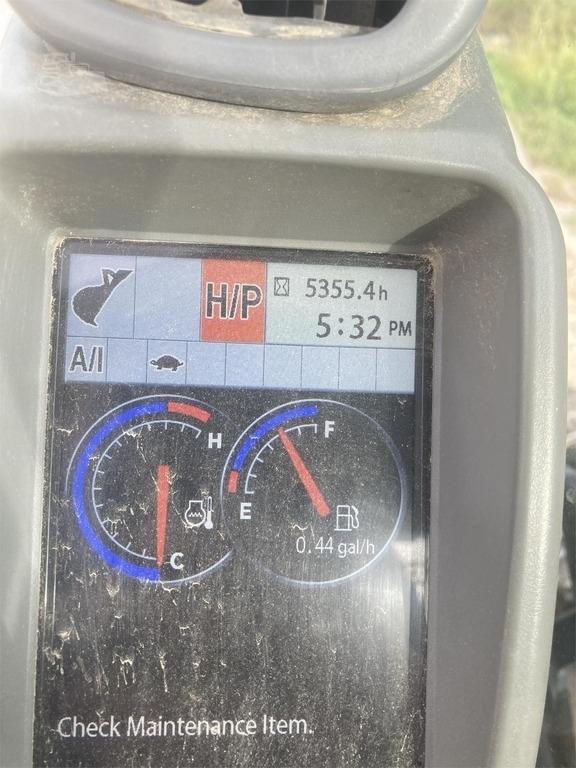 H/P
5355.4h
5:32 PM
A/I
H
C
F
E
0.44 gal/h
Check Maintenance Item.